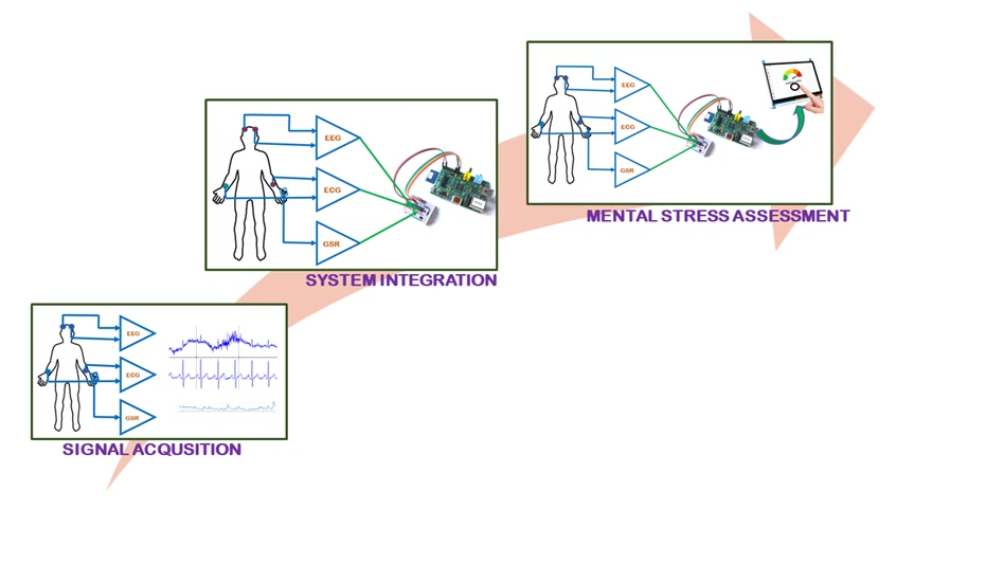 EEG
ECG
GSR
MENTAL STRESS ASSESSMENT
EEG
ECG
GSR
SYSTEM INTEGRATION
EEG
ECG
GSR
SIGNAL ACQUSITION